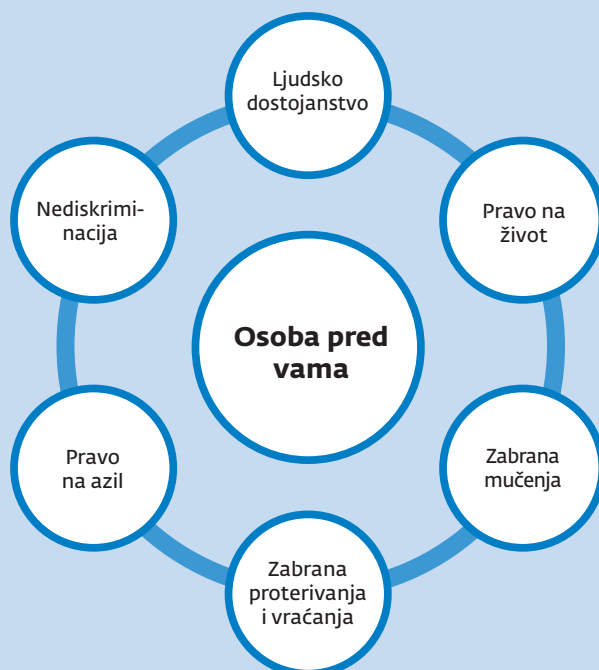 Ljudsko
dostojanstvo
Pravo na
život
Zabrana
mučenja
Zabrana
proterivanja
i vraćanja
Pravo
na azil
Nediskrimi-
nacija
Osoba pred
vama